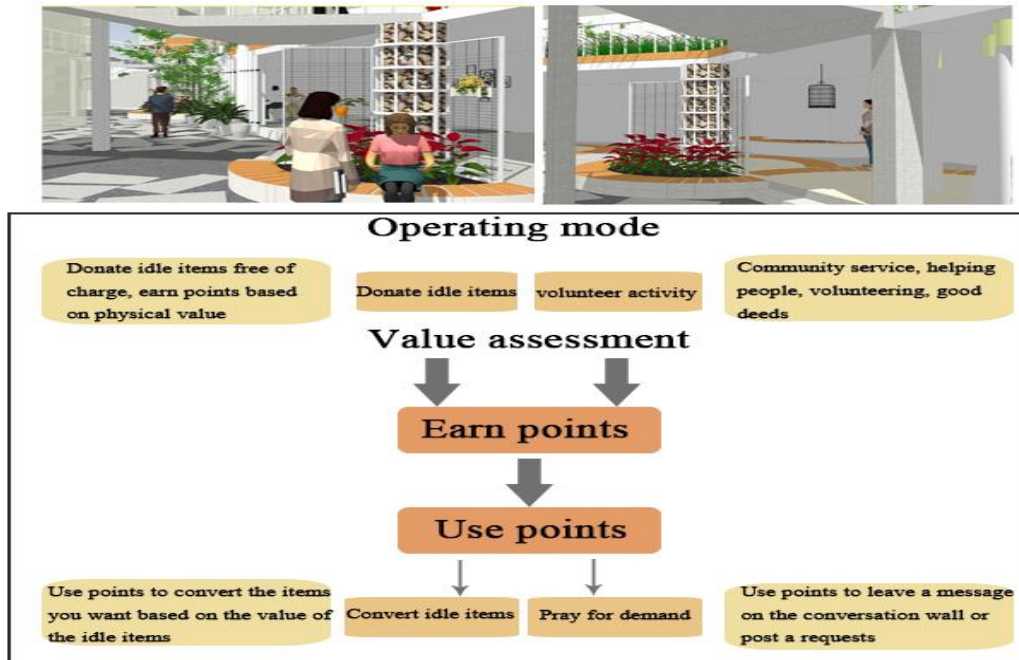 Operating mode
Donate idle items free of
charge, earn points based
on physical value
Donate idle items
volunteer activity
Community service, helping
people, volunteering, good
deeds
Value assessment
Earn points
Use points
Use points to convert the items
you want based on the value of
the idle items
Convert idle items
Pray for demand
Use points to leave a message
on the conversation wall or
post a requests